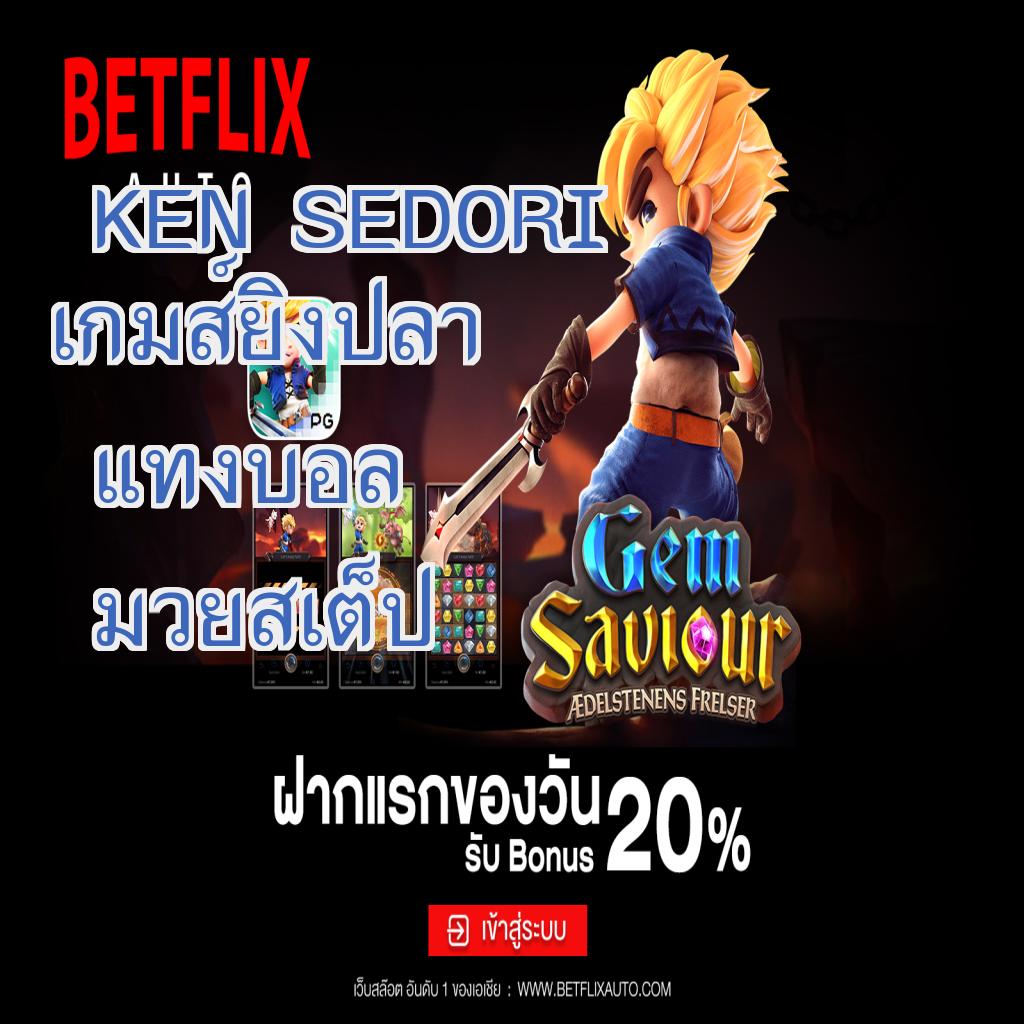 BETFLIX
AUTO
KEN SEDORI
เกมส์ยิงปลา
PG
แทงบอล
มวยสเต็ป
Gem
Saviour
ÆDELSTENENS FRELSER
ฝากแรกของวัน
รับ Bonus 20%
เข้าสู่ระบบ
เว็บสล๊อต อันดับ 1 ของเอเชีย : WWW.BETFLIXAUTO.COM